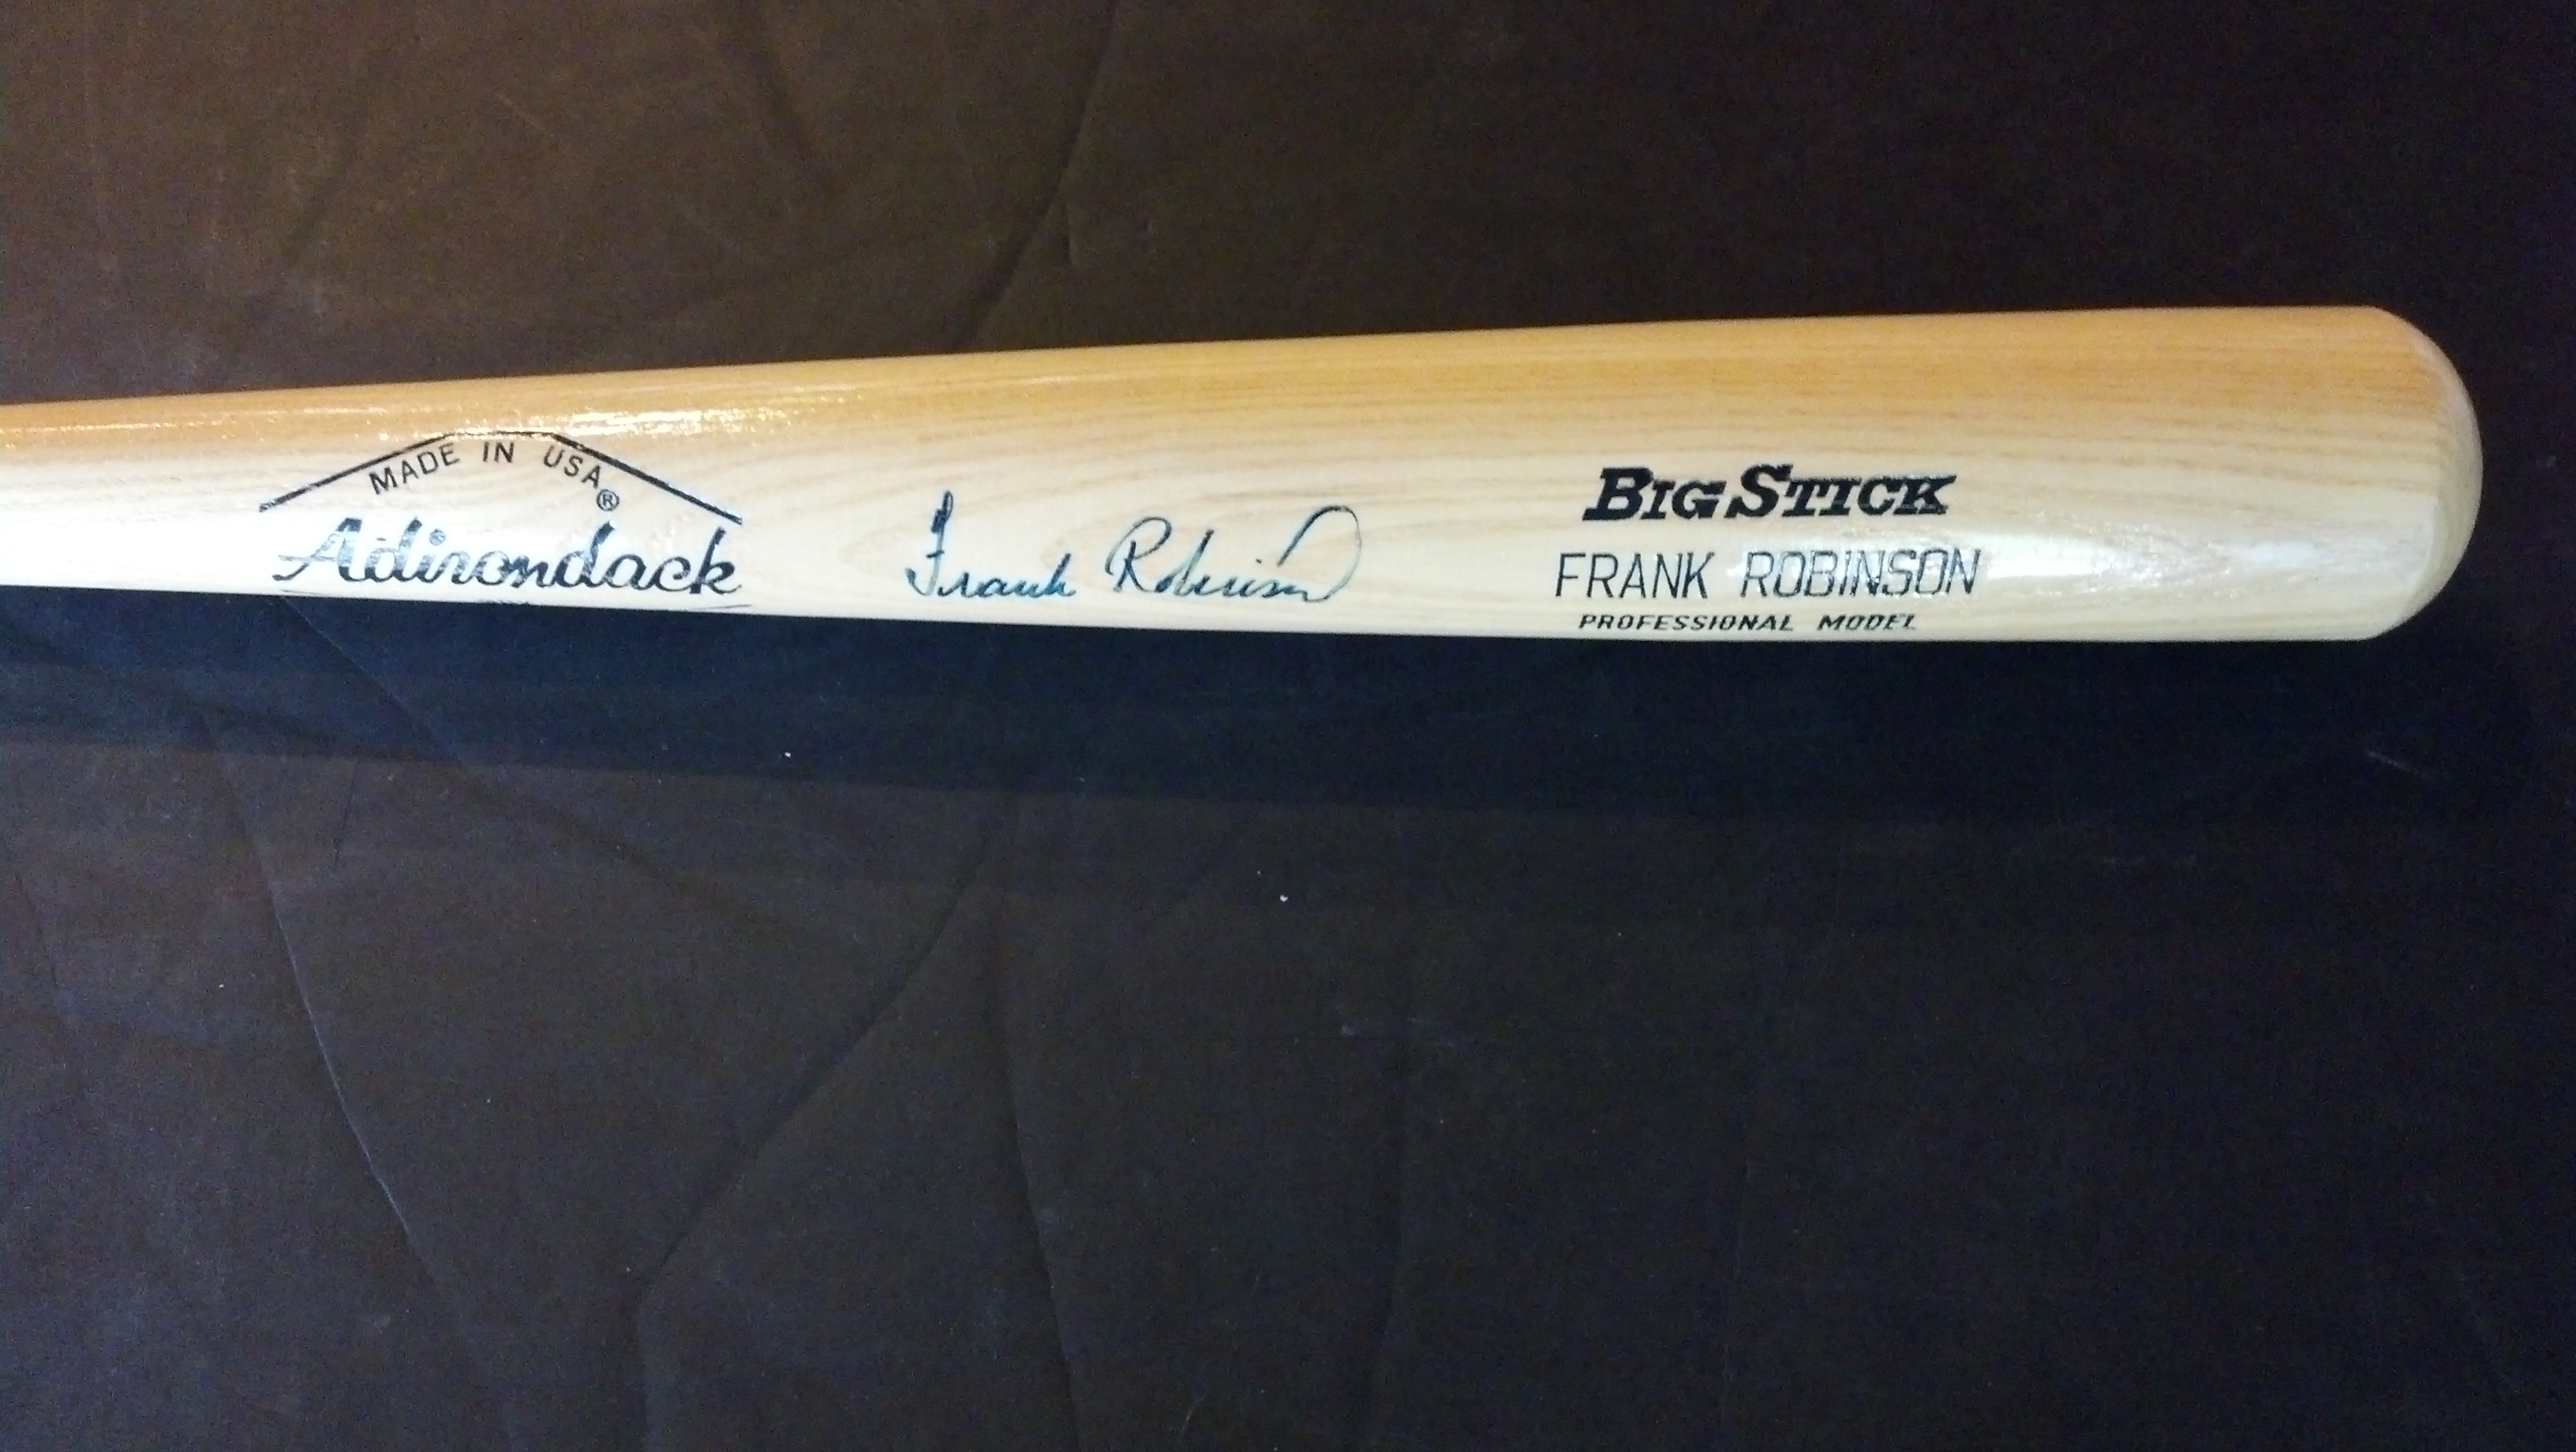 MADE IN USA
®
Adirondack
Frank Robinson
BIG STICK
FRANK ROBINSON
PROFESSIONAL MODEL